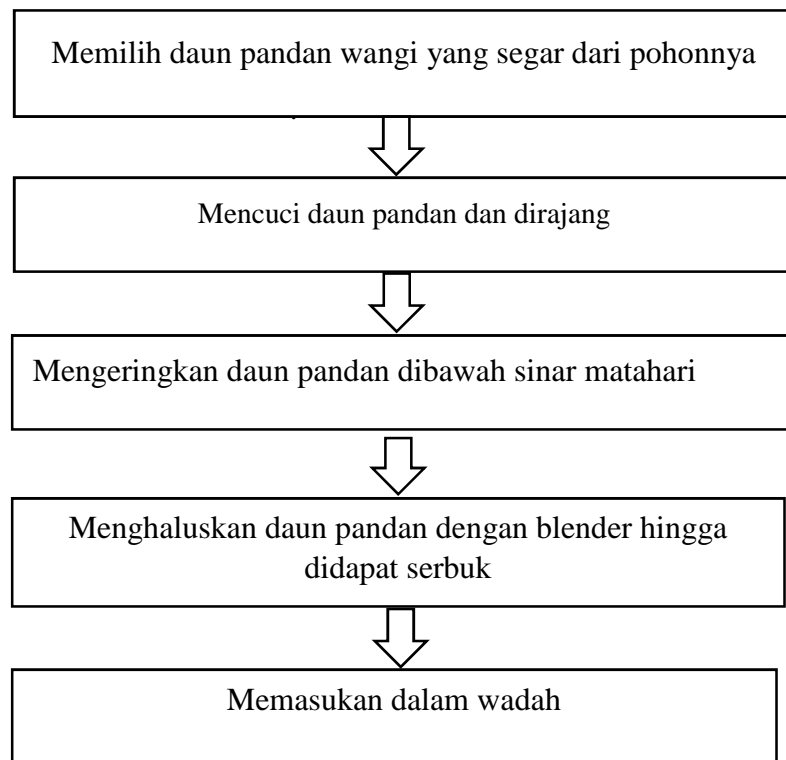 Memilih daun pandan wangi yang segar dari pohonnya
Mencuci daun pandan dan dirajang
Mengeringkan daun pandan dibawah sinar matahari
Menghaluskan daun pandan dengan blender hingga
didapat serbuk
Memasukan dalam wadah